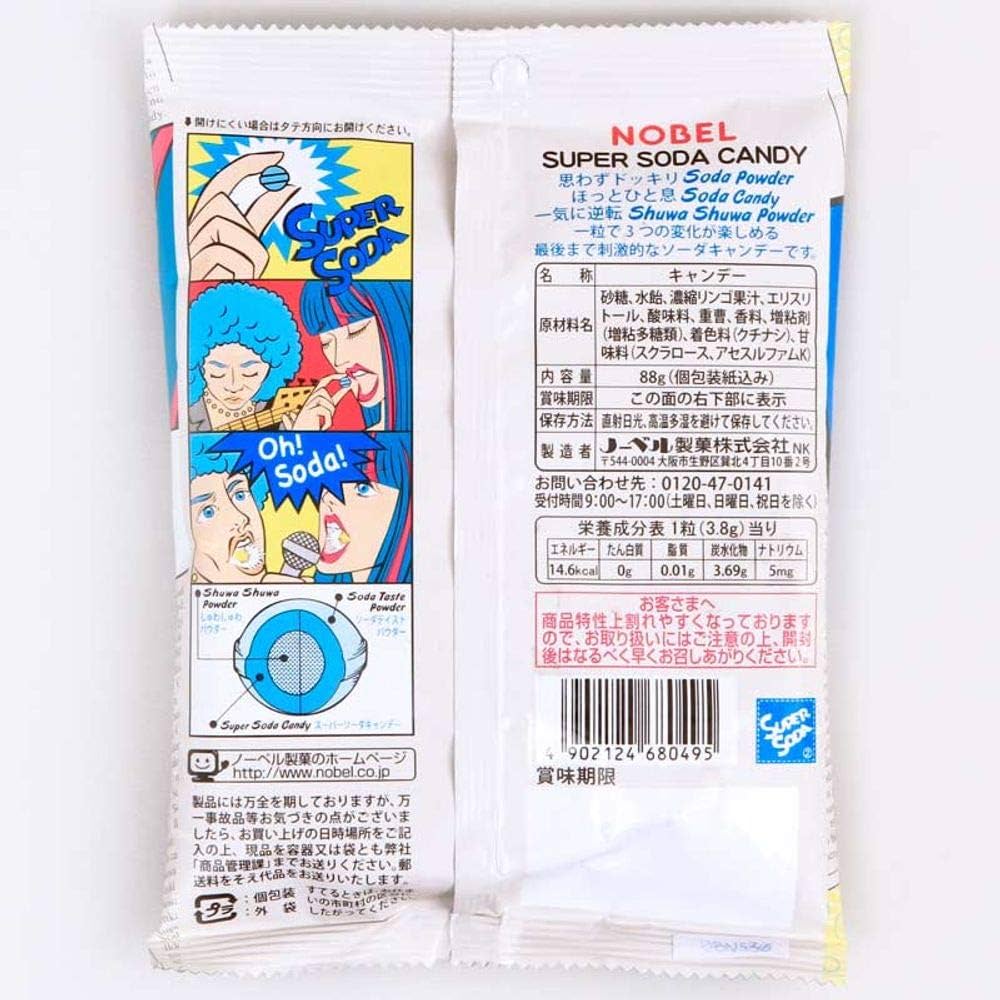 ⬇開けにくい場合はタテ方向にお開けください。
SUPER
SODA
Oh!
Soda!
Shuwa Shuwa
Powder
しゅわしゅわ
パウダー
Soda Taste
Powder
ソーダテイスト
パウダー
Super Soda Candy スーパーソーダキャンデー
ノーベル製菓のホームページ
http://www.nobel.co.jp
製品には万全を期しておりますが、万
一事故品等お気づきの点がございま
したら、お買い上げの日時場所をご記
入の上、現品を容器又は袋とも弊社
「商品管理課」までお送りください。郵
送料をそえ代品をお送りいたします。
プラ
:個包装
:外 袋
すてるときは
いの市町村の区
したがってください。
NOBEL
SUPER SODA CANDY
思わずドッキリ Soda Powder
ほっとひと息 Soda Candy
一気に逆転 Shuwa Shuwa Powder
一粒で3つの変化が楽しめる
最後まで刺激的なソーダキャンデーです。
名 称 キャンデー
原材料名 砂糖、水飴、濃縮リンゴ果汁、エリスリ
トール、酸味料、重曹、香料、増粘剤
(増粘多糖類)、着色料(クチナシ)、甘
味料(スクラロース、アセスルファムK)
内 容 量 88g(個包装紙込み)
賞味期限 この面の右下部に表示
保存方法 直射日光、高温多湿を避けて保存してください。
製 造 者 ノーベル製菓株式会社 NK
〒544-0004 大阪市生野区巽北4丁目10番2号
お問い合わせ先:0120-47-0141
受付時間9:00〜17:00(土曜日、日曜日、祝日を除く)
栄養成分表 1粒(3.8g)当り
エネルギー たん白質 脂質 炭水化物 ナトリウム
14.6kcal 0g 0.01g 3.69g 5mg
お客さまへ
商品特性上割れやすくなっております
ので、お取り扱いにはご注意の上、開封
後はなるべく早くお召しあがりください。
4 902124 680495
SUPER
SODA
②
賞味期限